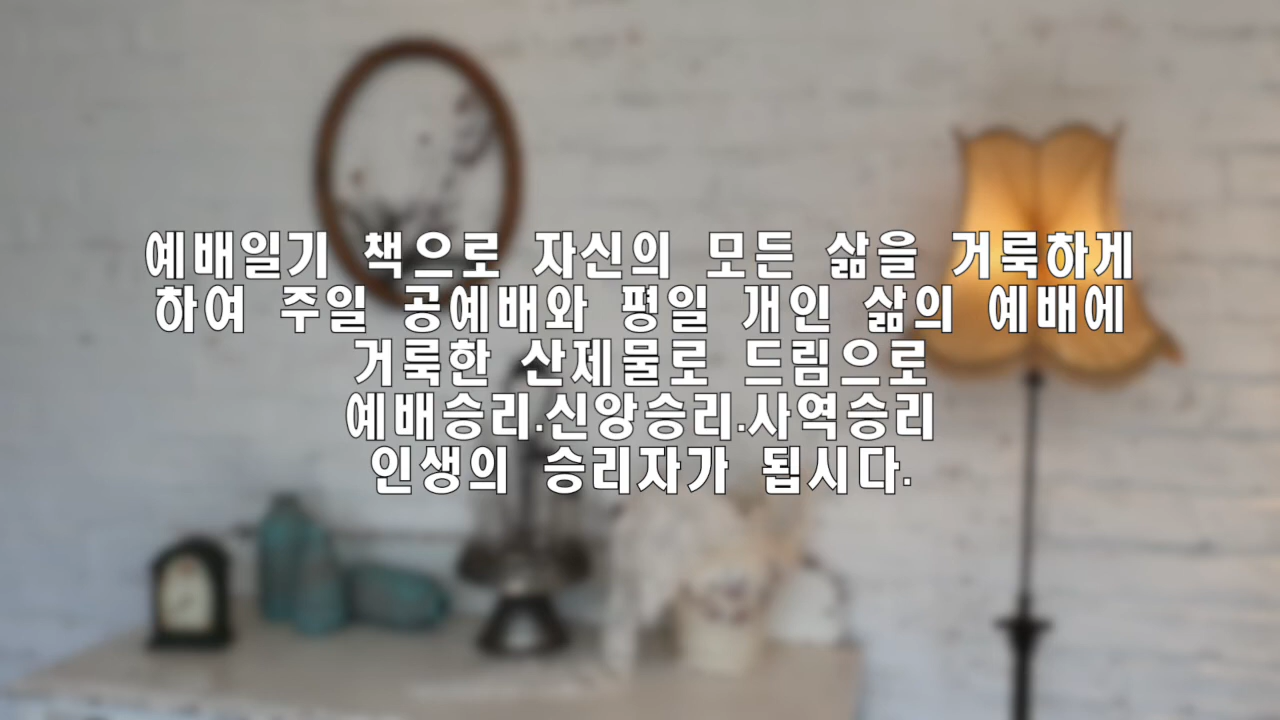 예배일기 책으로 자신의 모든 삶을 거룩하게
하여 주일 공예배와 평일 개인 삶의 예배에
거룩한 산제물로 드림으로
예배승리.신앙승리.사역승리
인생의 승리자가 됩시다.